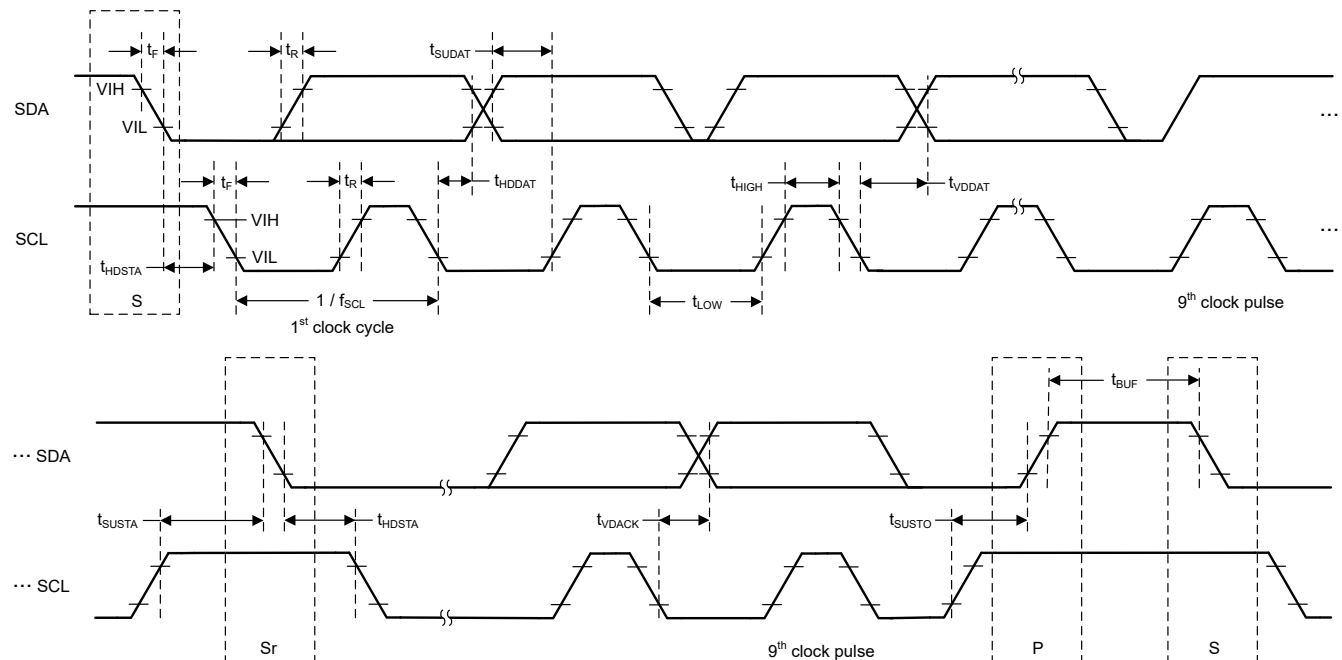 tF
tR
tSUDAT
VIH
SDA
VIL
...
tF
tR
tHDDAT
tHIGH
tVDDAT
VIH
SCL
...
VIL
tHDSTA
S
1 / fSCL
tLOW
9th clock pulse
1st clock cycle
tBUF
... SDA
tSUSTA
tHDSTA
tVDACK
tSUSTO
... SCL
Sr
9th clock pulse
P
S